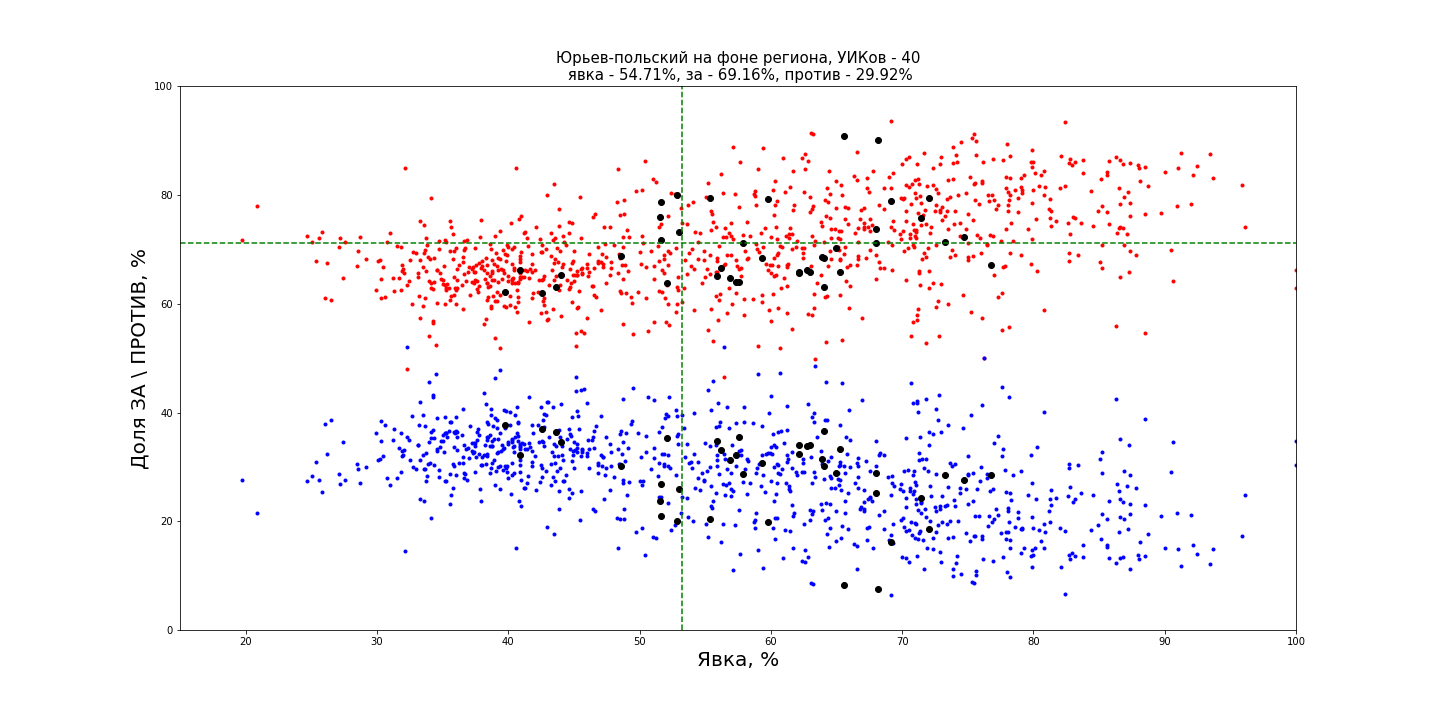 Юрьев-польский на фоне региона, УИКов - 40
явка - 54.71%, за - 69.16%, против - 29.92%
Доля ЗА \ ПРОТИВ, %
100
80
60
40
20
0
20 30 40 50 60 70 80 90 100
Явка, %